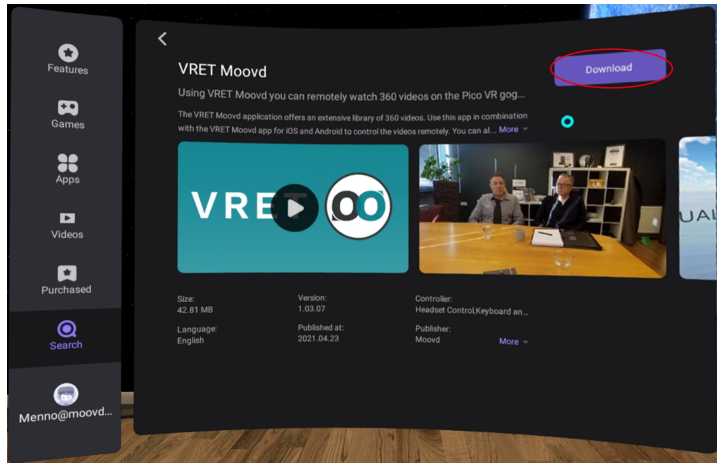 Features
Games
Apps
Videos
Purchased
Search
Menno@moovd...
VRET Moovd
Download
Using VRET Moovd you can remotely watch 360 videos on the Pico VR gog...
The VRET Moovd application offers an extensive library of 360 videos. Use this app in combination
with the VRET Moovd app for iOS and Android to control the videos remotely. You can al... More
VRE
UAL
Size:
42.81 MB
Version:
1.03.07
Controller:
Headset Control,Keyboard an...
Language:
English
Published at:
2021.04.23
Publisher:
Moovd
More